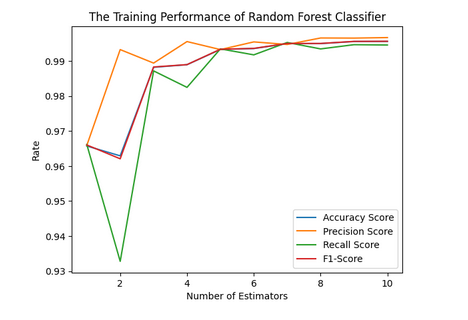 The Training Performance of Random Forest Classifier
Rate
0.99
0.98
0.97
0.96
0.95
0.94
0.93
2
4
6
8
10
Number of Estimators
Accuracy Score
Precision Score
Recall Score
F1-Score